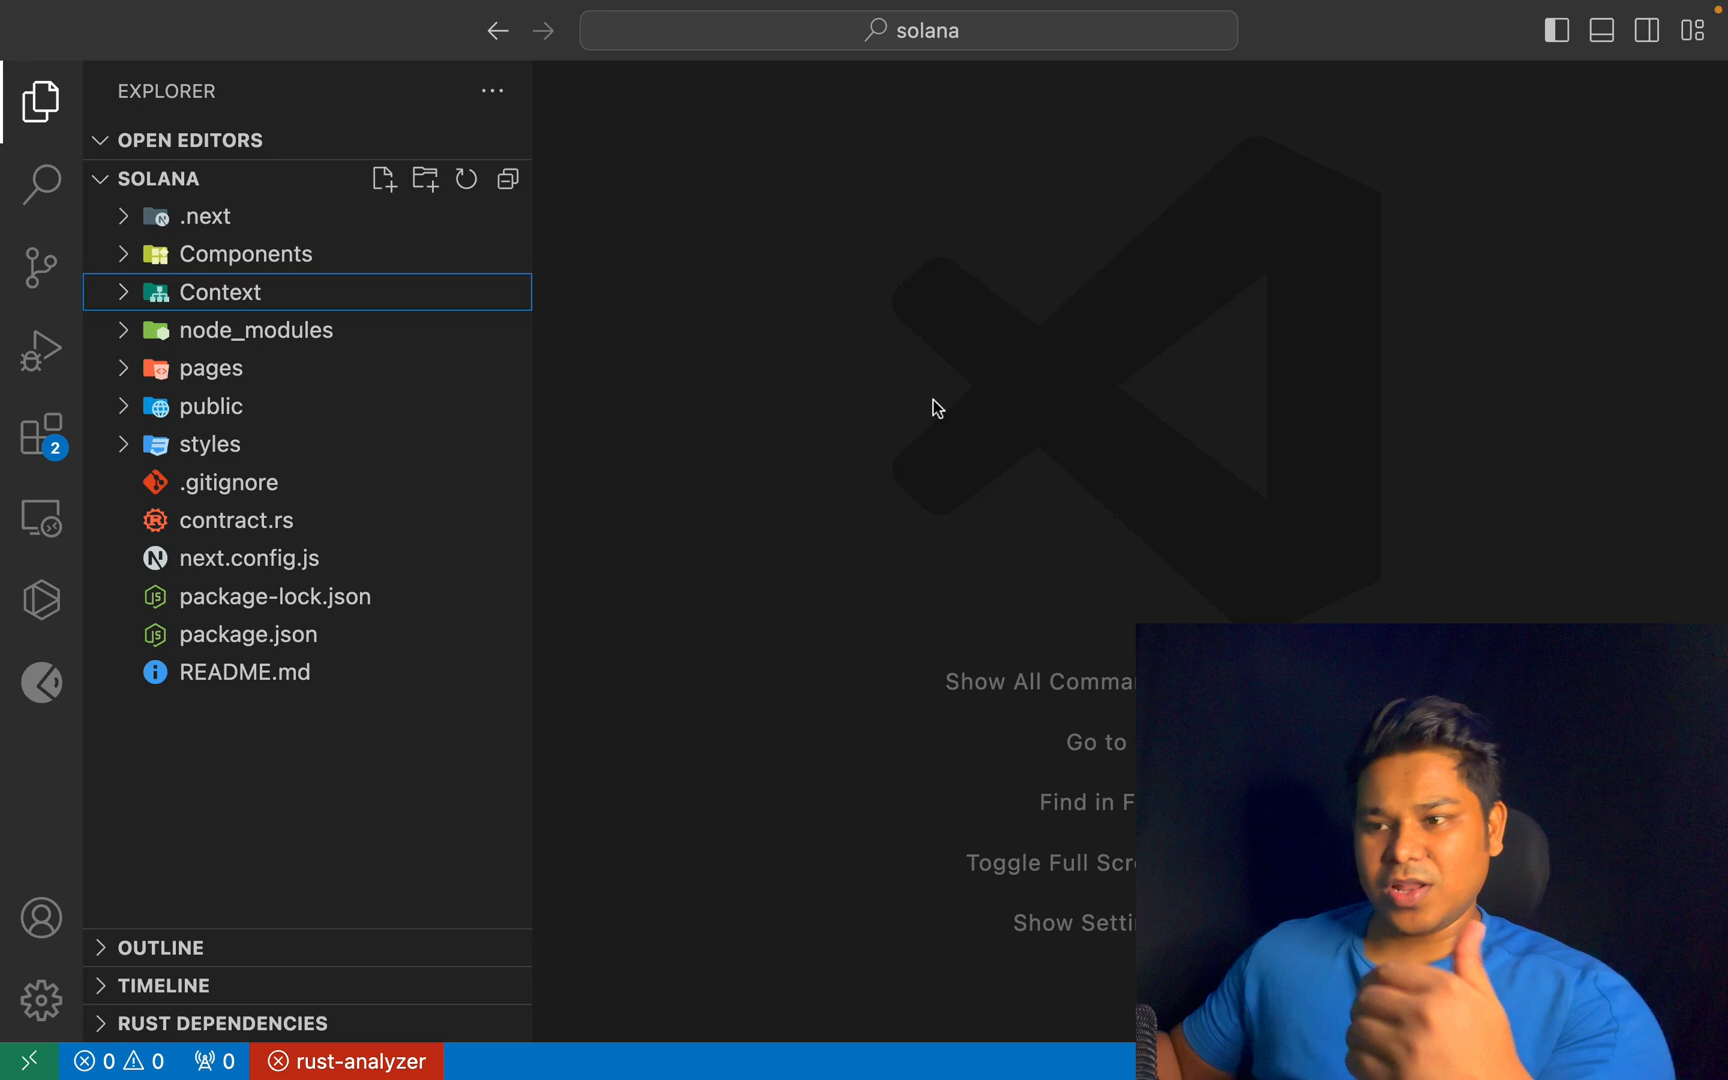 solana
EXPLORER
OPEN EDITORS
SOLANA
.next
Components
Context
node_modules
pages
public
styles
.gitignore
contract.rs
next.config.js
package-lock.json
package.json
README.md
2
Show All Comma
Go to
Find in F
Toggle Full Scr
Show Setti
OUTLINE
TIMELINE
RUST DEPENDENCIES
0 0 0 rust-analyzer